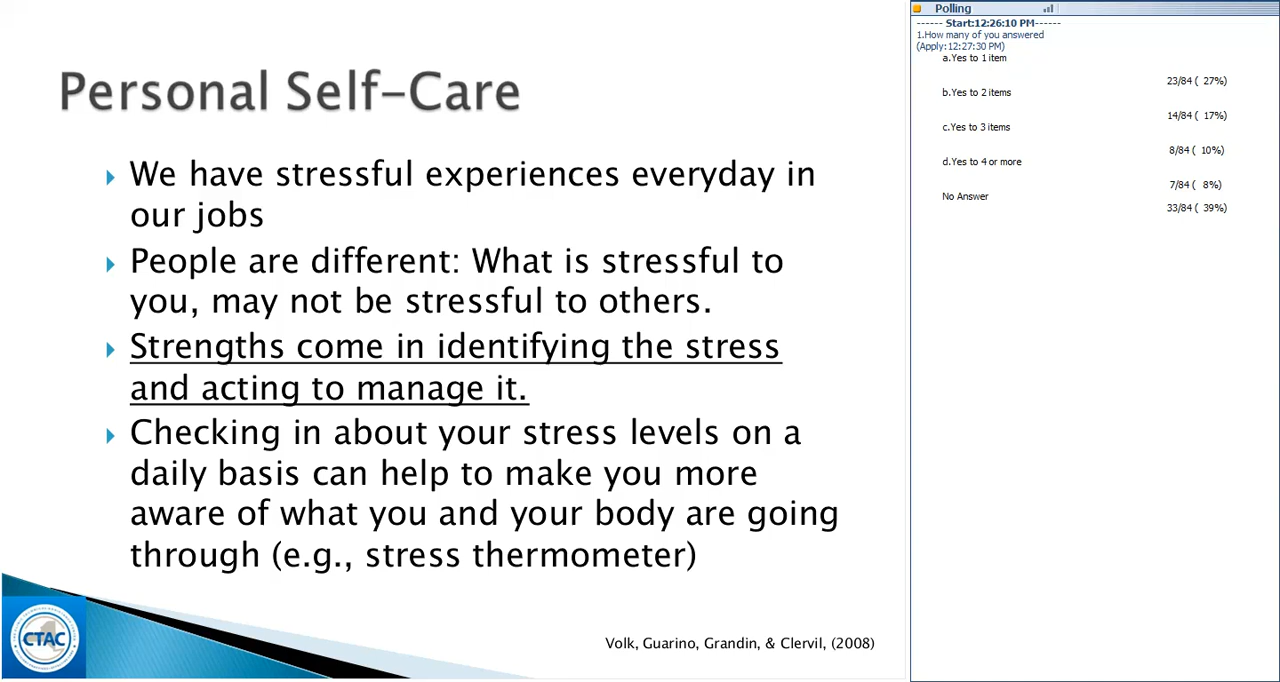 Personal Self-Care
We have stressful experiences everyday in
our jobs
People are different: What is stressful to
you, may not be stressful to others.
Strengths come in identifying the stress
and acting to manage it.
Checking in about your stress levels on a
daily basis can help to make you more
aware of what you and your body are going
through (e.g., stress thermometer)
CTAC
Volk, Guarino, Grandin, & Clervil, (2008)
Polling
------ Start:12:26:10 PM------
1.How many of you answered
(Apply:12:27:30 PM)
a.Yes to 1 item
23/84 ( 27%)
b.Yes to 2 items
14/84 ( 17%)
c.Yes to 3 items
8/84 ( 10%)
d.Yes to 4 or more
7/84 ( 8%)
No Answer
33/84 ( 39%)